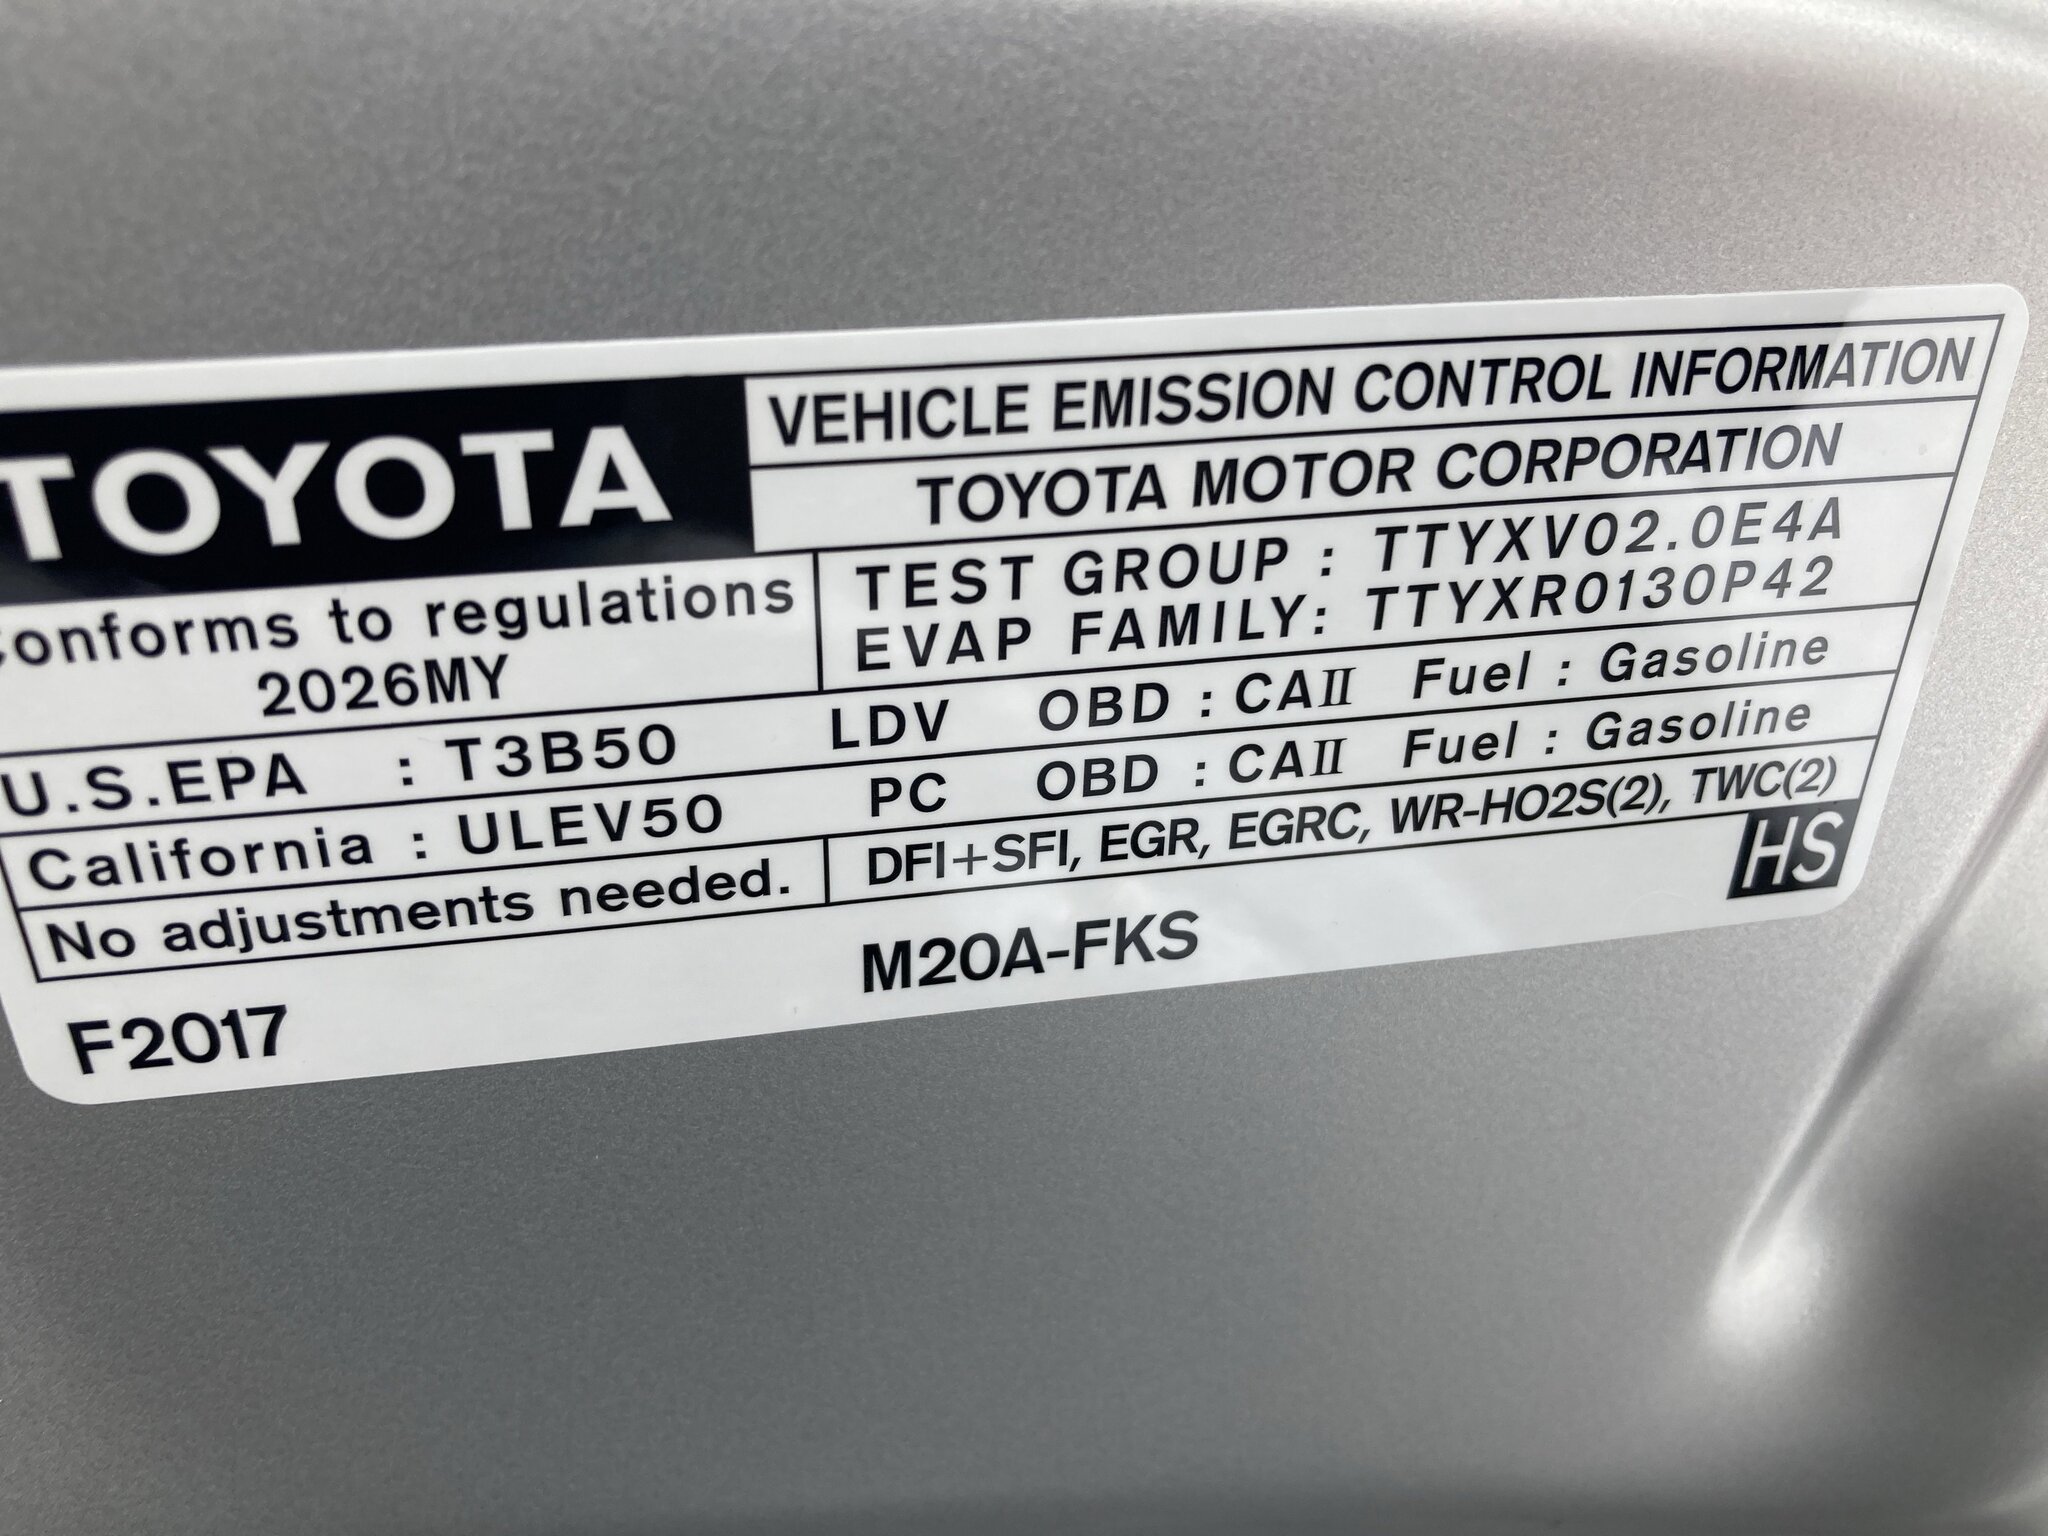 TOYOTA
VEHICLE EMISSION CONTROL INFORMATION
TOYOTA MOTOR CORPORATION
conforms to regulations
2026MY
TEST GROUP : TTYXV02.0E4A
EVAP FAMILY: TTYXR0130P42
U.S.EPA : T3B50 LDV OBD : CAII Fuel : Gasoline
California : ULEV50 PC OBD : CAII Fuel : Gasoline
No adjustments needed. DFI+SFI, EGR, EGRC, WR-HO2S(2), TWC(2)
HS
M20A-FKS
F2017